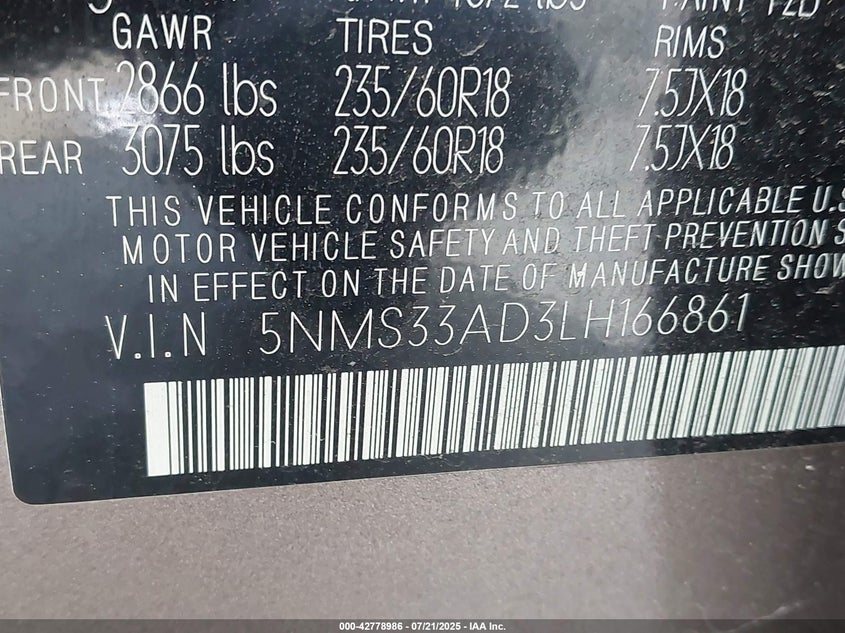 GAWR TIRES RIMS
FRONT 2866 lbs 235/60R18 7.5JX18
REAR 3075 lbs 235/60R18 7.5JX18
THIS VEHICLE CONFORMS TO ALL APPLICABLE U.S
MOTOR VEHICLE SAFETY AND THEFT PREVENTION S
IN EFFECT ON THE DATE OF MANUFACTURE SHOW
V.I.N 5NMS33AD3LH166861
000-42778986 - 07/21/2025 - IAA Inc.